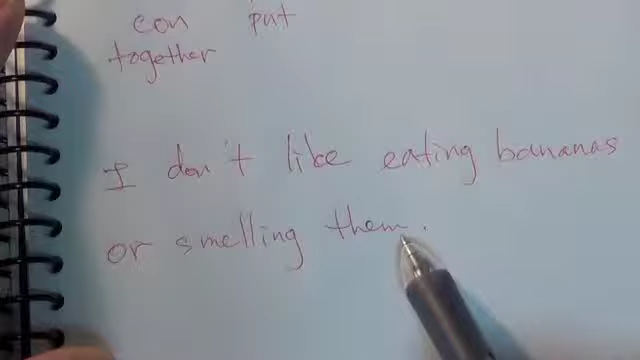 con put
together
I don't like eating bananas
or smelling them.